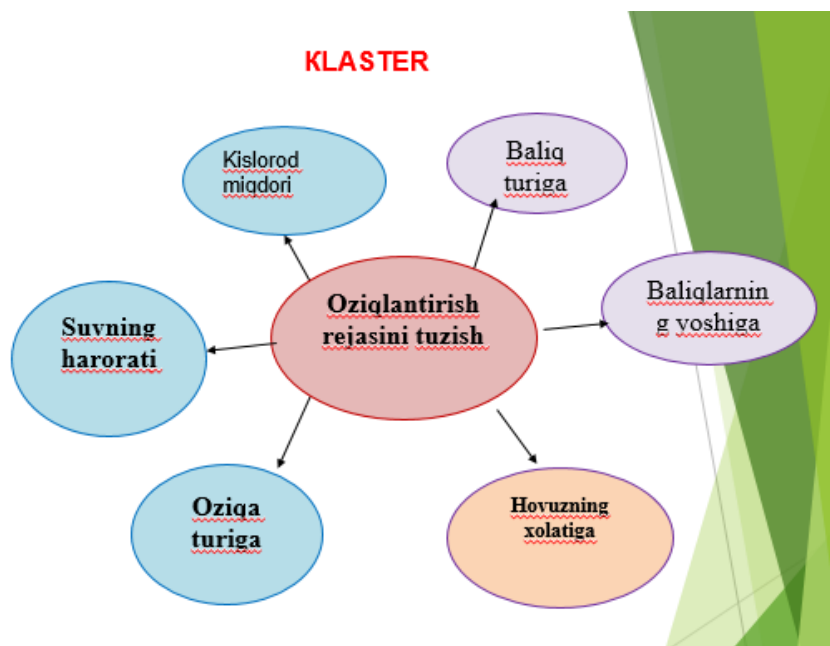 KLASTER
Kislorod
miqdori
Baliq
turiga
Oziqlantirish
rejasini tuzish
Baliqlarnin
g yoshiga
Suvning
harorati
Oziqa
turiga
Hovuzning
xolatiga